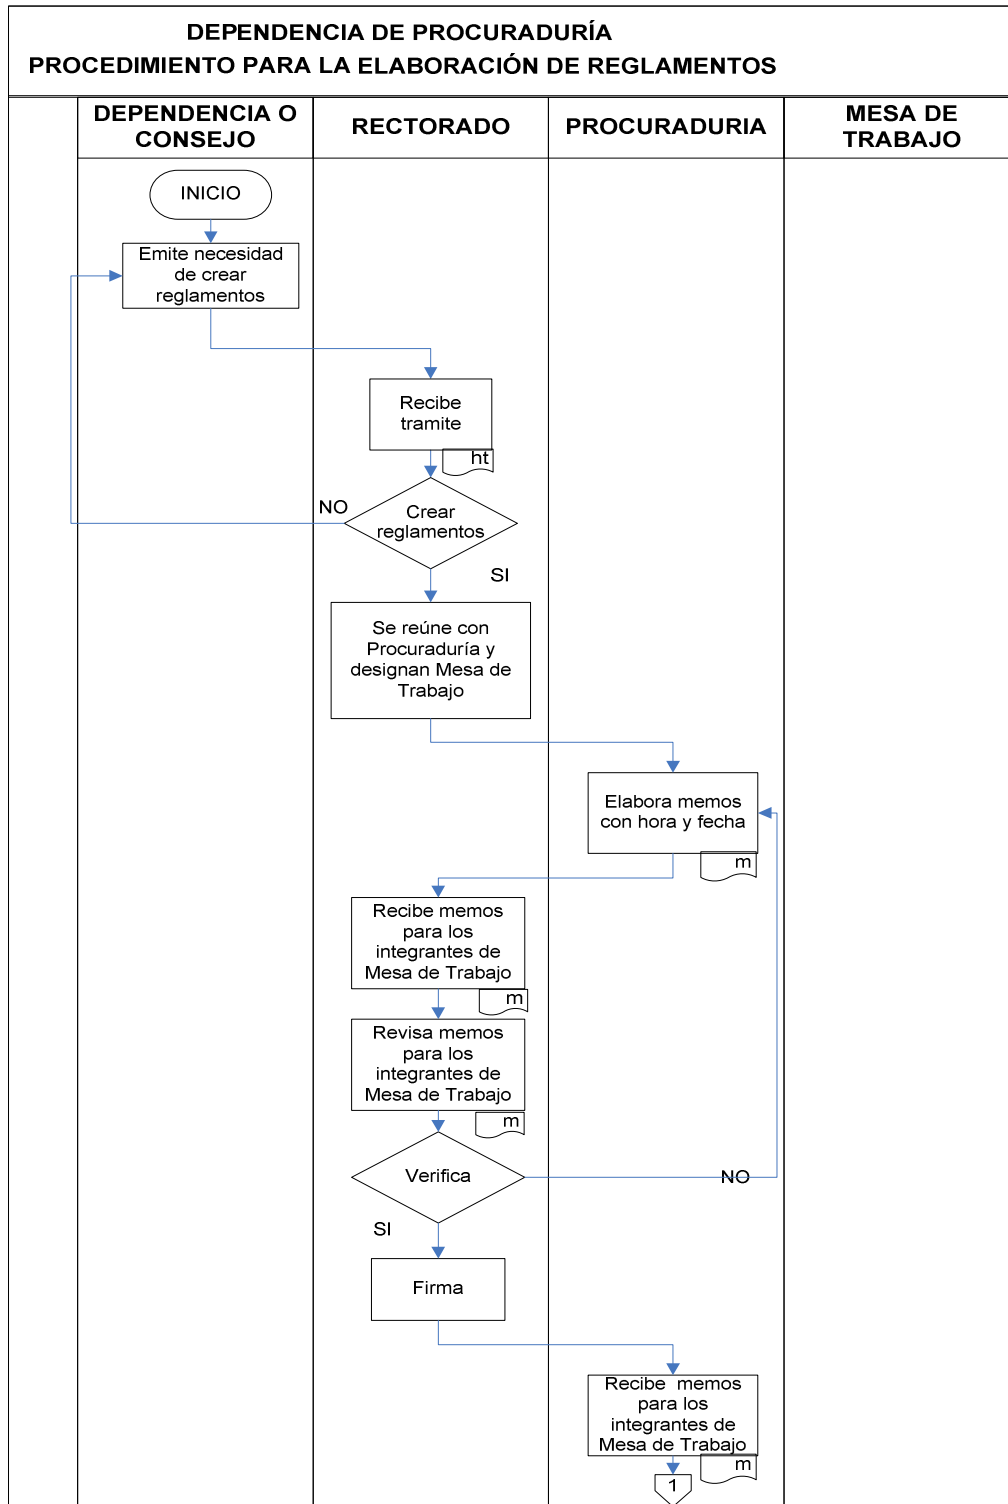 DEPENDENCIA DE PROCURADURÍA
PROCEDIMIENTO PARA LA ELABORACIÓN DE REGLAMENTOS
DEPENDENCIA O
CONSEJO
RECTORADO
PROCURADURIA
MESA DE
TRABAJO
INICIO
Emite necesidad
de crear
reglamentos
Recibe
tramite
ht
NO
Crear
reglamentos
SI
Se reúne con
Procuraduría y
designan Mesa de
Trabajo
Elabora memos
con hora y fecha
m
Recibe memos
para los
integrantes de
Mesa de Trabajo
m
Revisa memos
para los
integrantes de
Mesa de Trabajo
m
Verifica
NO
SI
Firma
Recibe memos
para los
integrantes de
Mesa de Trabajo
m
1